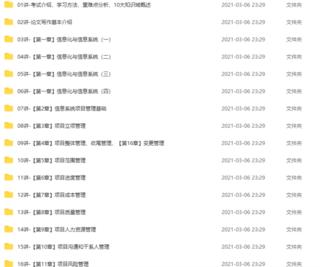 01讲-考试介绍、学习方法、重难点分析、10大知识域概述 2021-03-06 23:29 文件夹
02讲-论文写作基本介绍 2021-03-06 23:29 文件夹
03讲-【第一章】信息化与信息系统（一） 2021-03-06 23:29 文件夹
04讲-【第一章】信息化与信息系统（二） 2021-03-06 23:29 文件夹
05讲-【第一章】信息化与信息系统（三） 2021-03-06 23:29 文件夹
06讲-【第一章】信息化与信息系统（四） 2021-03-06 23:29 文件夹
07讲-【第2章】信息系统项目管理基础 2021-03-06 23:29 文件夹
08讲-【第3章】项目立项管理 2021-03-06 23:29 文件夹
09讲-【第4章】项目整体管理、收尾管理、【第16章】变更管理 2021-03-06 23:29 文件夹
10讲-【第5章】项目范围管理 2021-03-06 23:29 文件夹
11讲-【第6章】项目进度管理 2021-03-06 23:29 文件夹
12讲-【第7章】项目成本管理 2021-03-06 23:29 文件夹
13讲-【第8章】项目质量管理 2021-03-06 23:29 文件夹
14讲-【第9章】项目人力资源管理 2021-03-06 23:29 文件夹
15讲-【第10章】项目沟通和干系人管理 2021-03-06 23:29 文件夹
16讲-【第11章】项目风险管理 2021-03-06 23:29 文件夹